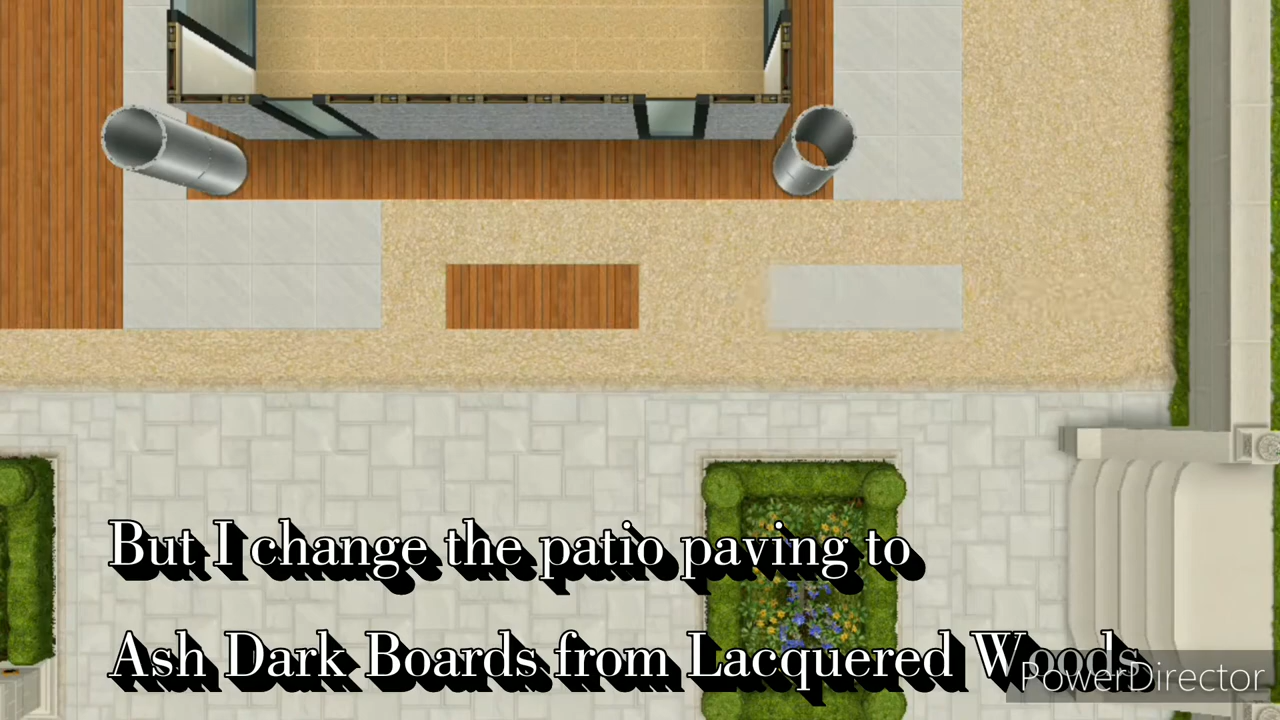 But I change the patio paving to
Ash Dark Boards from Lacquered Woods
PowerDirector